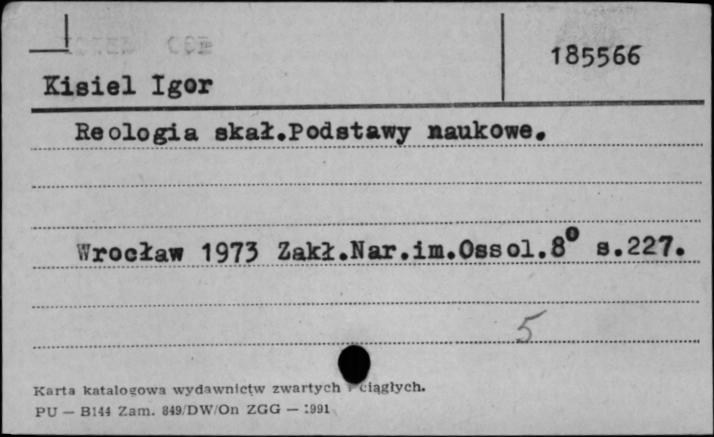 185566
Kisiel Igor
Reologia skał.Podstawy naukowe.
Wrocław 1973 Zakł.Nar.im.Ossol.8° s.227.
5
Karta katalogowa wydawnictw zwartych i ciągłych.
PU — B144 Zam. 849/DW/On ZGG — 1991